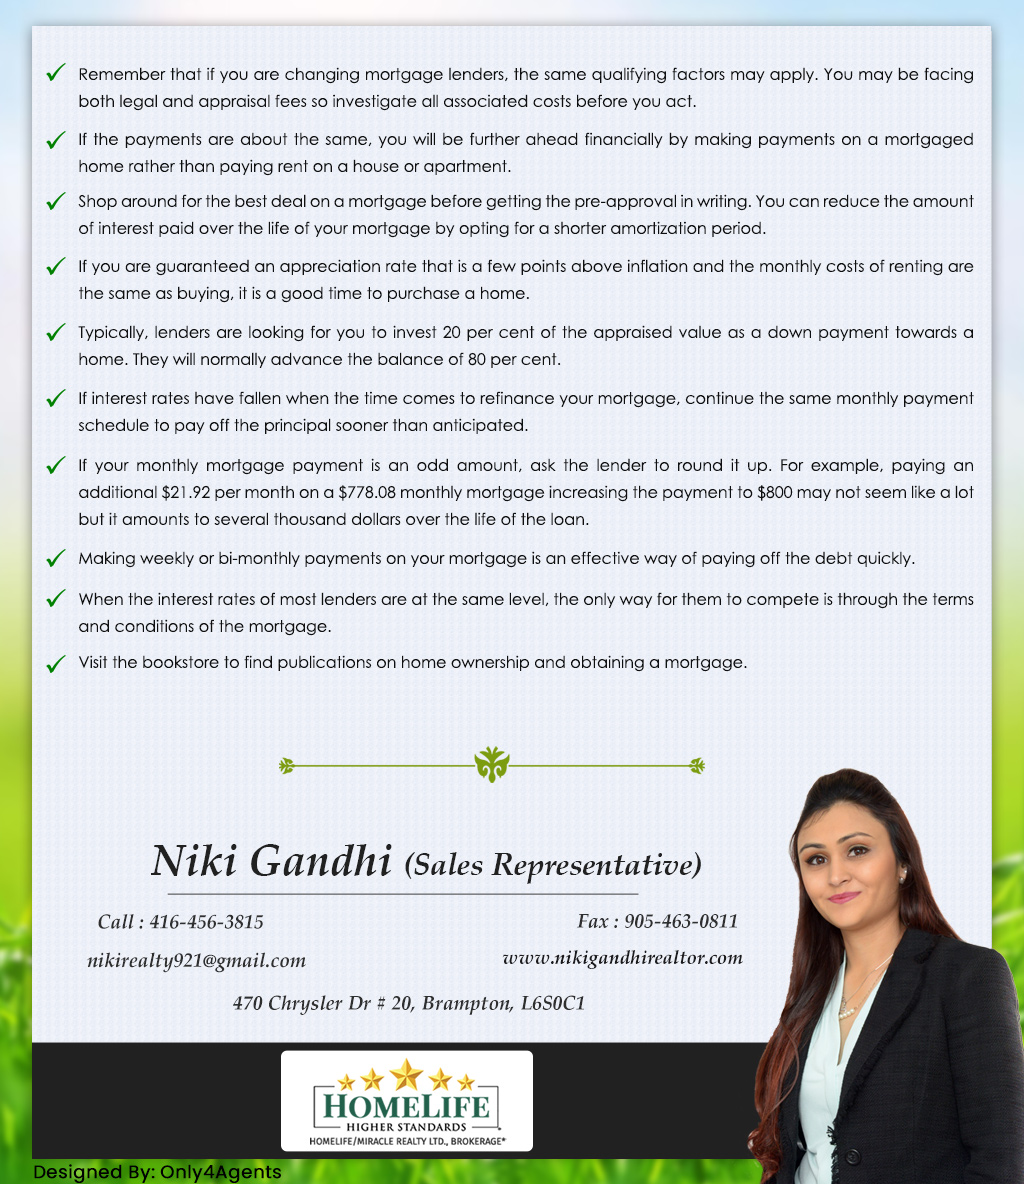 Remember that if you are changing mortgage lenders, the same qualifying factors may apply. You may be facing
both legal and appraisal fees so investigate all associated costs before you act.
If the payments are about the same, you will be further ahead financially by making payments on a mortgaged
home rather than paying rent on a house or apartment.
Shop around for the best deal on a mortgage before getting the pre-approval in writing. You can reduce the amount
of interest paid over the life of your mortgage by opting for a shorter amortization period.
If you are guaranteed an appreciation rate that is a few points above inflation and the monthly costs of renting are
the same as buying, it is a good time to purchase a home.
Typically, lenders are looking for you to invest 20 per cent of the appraised value as a down payment towards a
home. They will normally advance the balance of 80 per cent.
If interest rates have fallen when the time comes to refinance your mortgage, continue the same monthly payment
schedule to pay off the principal sooner than anticipated.
If your monthly mortgage payment is an odd amount, ask the lender to round it up. For example, paying an
additional $21.92 per month on a $778.08 monthly mortgage increasing the payment to $800 may not seem like a lot
but it amounts to several thousand dollars over the life of the loan.
Making weekly or bi-monthly payments on your mortgage is an effective way of paying off the debt quickly.
When the interest rates of most lenders are at the same level, the only way for them to compete is through the terms
and conditions of the mortgage.
Visit the bookstore to find publications on home ownership and obtaining a mortgage.
Niki Gandhi (Sales Representative)
Call : 416-456-3815
Fax : 905-463-0811
nikirealty921@gmail.com
www.nikigandhirealtor.com
470 Chrysler Dr # 20, Brampton, L6S0C1
HOMELIFE
HIGHER STANDARDS
HOMELIFE/MIRACLE REALTY LTD., BROKERAGE*
Designed By: Only4Agents